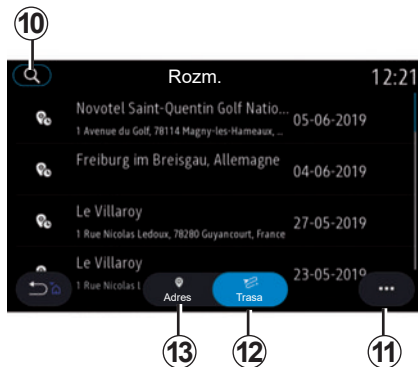 10
Rozm. 12:21
Novotel Saint-Quentin Golf Natio... 05-06-2019
1 Avenue du Golf, 78114 Magny-les-Hameaux, ...
Freiburg im Breisgau, Allemagne 04-06-2019
Le Villaroy 27-05-2019
1 Rue Nicolas Ledoux, 78280 Guyancourt, France
Le Villaroy 23-05-2019
1 Rue Nicolas L
Adres Trasa ...
13 12 11